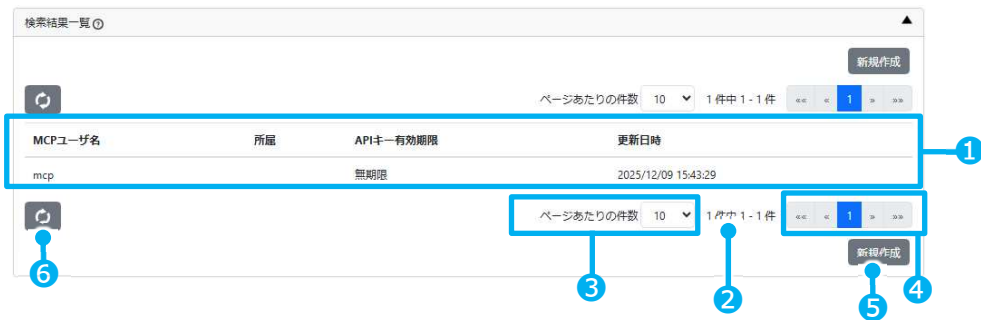 検索結果一覧 ?
▲
新規作成
ページあたりの件数 10 1 件中 1 - 1 件 «« « 1 » »»
MCPユーザ名 所属 APIキー有効期限 更新日時
mcp 無期限 2025/12/09 15:43:29
1
ページあたりの件数 10 1 件中 1 - 1 件 «« « 1 » »»
新規作成
6
3
2
5
4